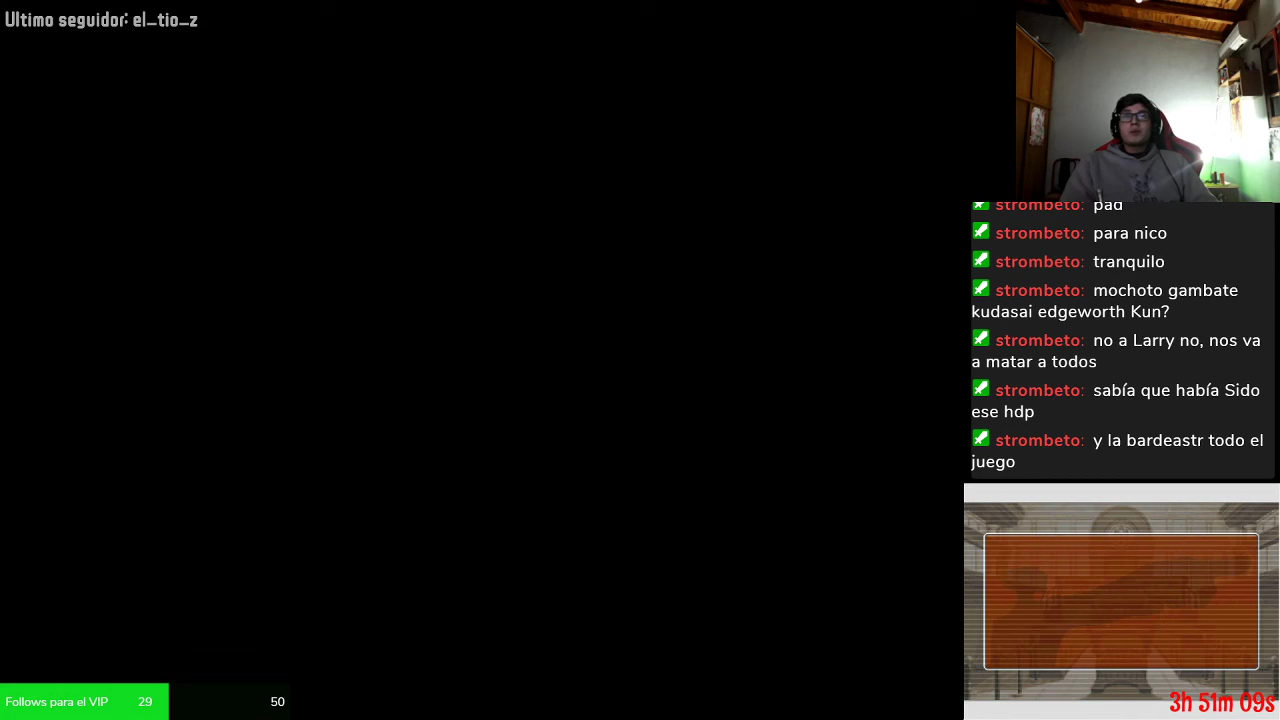 Ultimo seguidor: el_tio_z
strombeto: pad
strombeto: para nico
strombeto: tranquilo
strombeto: mochoto gambate
kudasai edgeworth Kun?
strombeto: no a Larry no, nos va
a matar a todos
strombeto: sabía que había Sido
ese hdp
strombeto: y la bardeastr todo el
juego
Follows para el VIP 29 50
3h 51m 09s